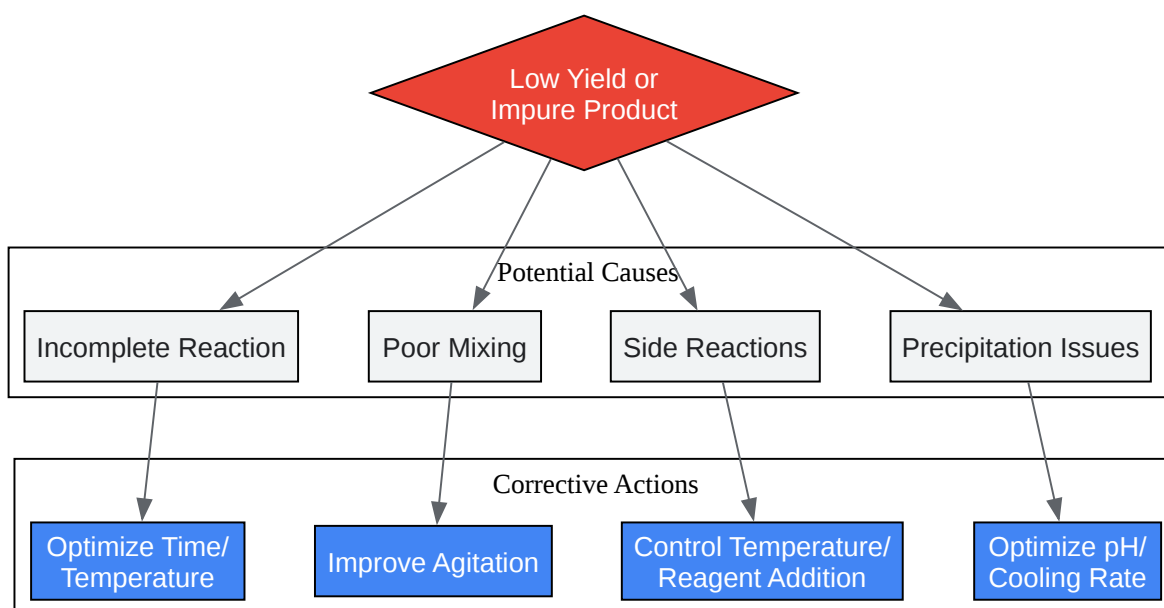 Low Yield or
Impure Product
Potential Causes
Incomplete Reaction
Poor Mixing
Side Reactions
Precipitation Issues
Corrective Actions
Optimize Time/
Temperature
Improve Agitation
Control Temperature/
Reagent Addition
Optimize pH/
Cooling Rate